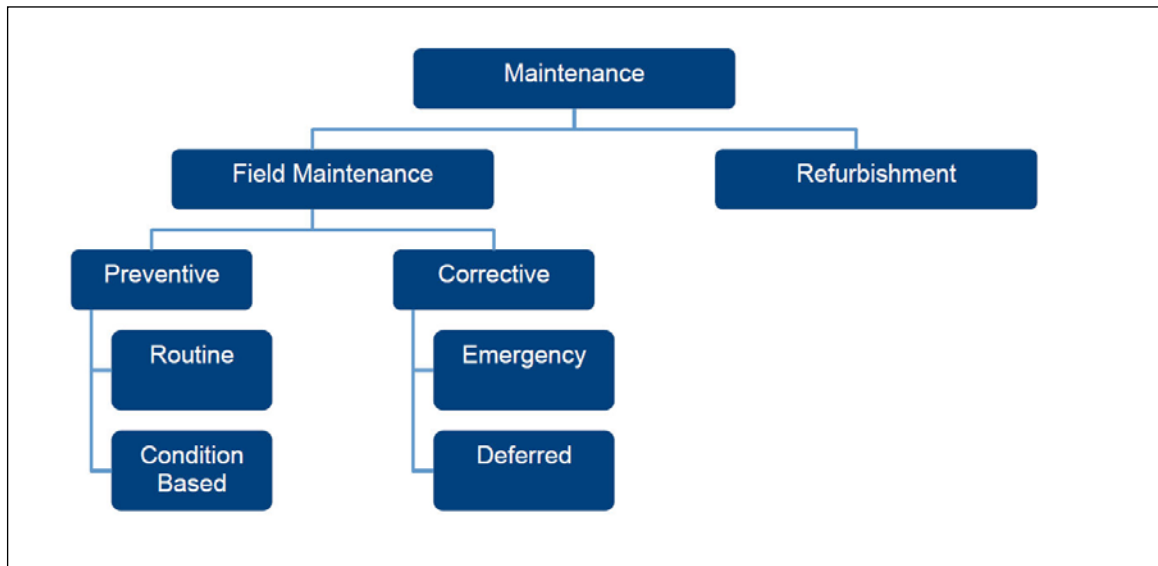 Maintenance
Field Maintenance
Refurbishment
Preventive
Corrective
Routine
Emergency
Condition
Based
Deferred